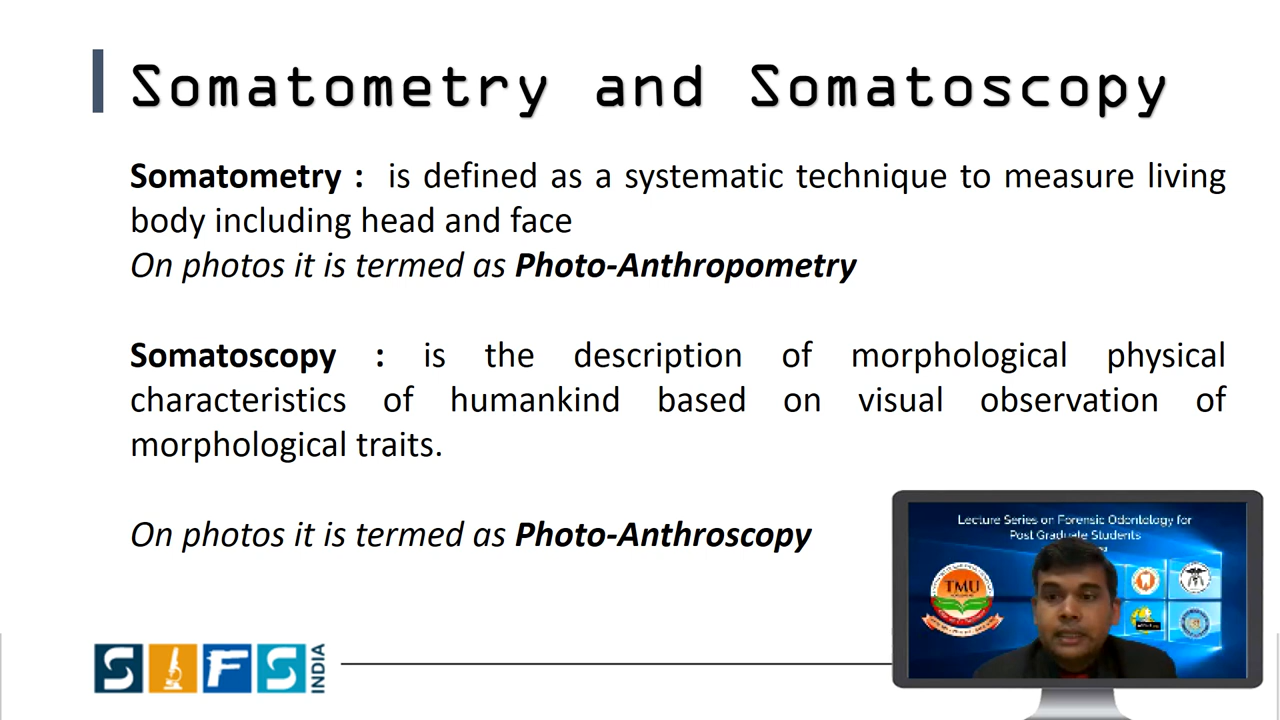 Somatometry and Somatoscopy
Somatometry : is defined as a systematic technique to measure living
body including head and face
On photos it is termed as Photo-Anthropometry
Somatoscopy : is the description of morphological physical
characteristics of humankind based on visual observation of
morphological traits.
On photos it is termed as Photo-Anthroscopy
Lecture Series on Forensic Odontology for
Post Graduate Students
TMU
SIFS
INDIA